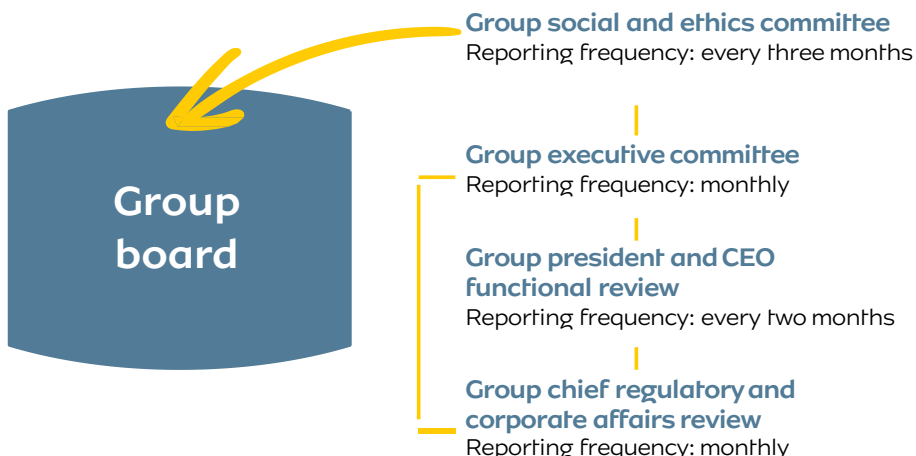 Group
board
Group social and ethics committee
Reporting frequency: every three months
Group executive committee
Reporting frequency: monthly
Group president and CEO
functional review
Reporting frequency: every two months
Group chief regulatory and
corporate affairs review
Reporting frequency: monthly